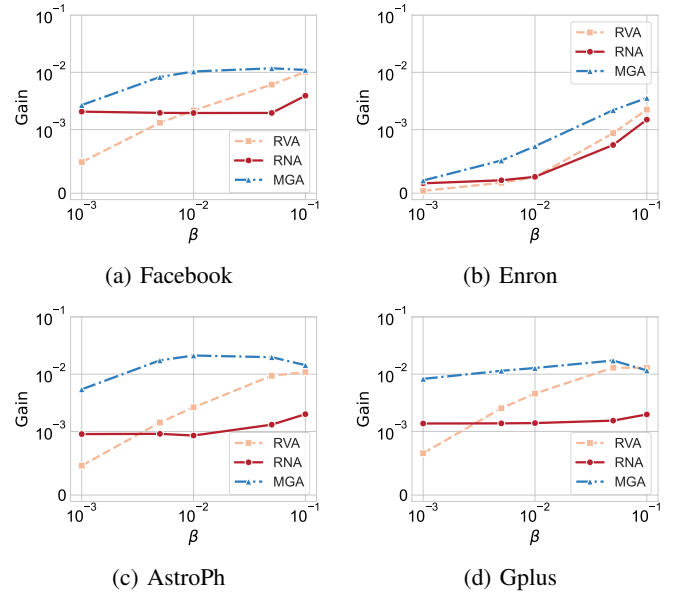 10⁻¹
10⁻²
10⁻³
0
Gain
RVA
RNA
MGA
10⁻³
10⁻²
10⁻¹
β
(a) Facebook
10⁻¹
10⁻²
10⁻³
0
Gain
RVA
RNA
MGA
10⁻³
10⁻²
10⁻¹
β
(b) Enron
10⁻¹
10⁻²
10⁻³
0
Gain
RVA
RNA
MGA
10⁻³
10⁻²
10⁻¹
β
(c) AstroPh
10⁻¹
10⁻²
10⁻³
0
Gain
RVA
RNA
MGA
10⁻³
10⁻²
10⁻¹
β
(d) Gplus